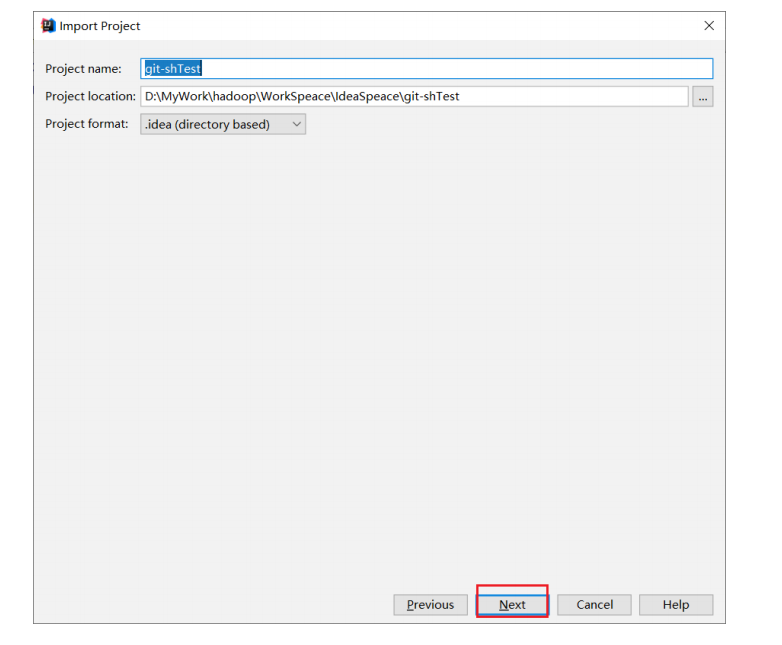 Import Project
Project name: git-shTest
Project location: D:\MyWork\hadoop\WorkSpeace\IdeaSpeace\git-shTest ...
Project format: .idea (directory based)
Previous Next Cancel Help